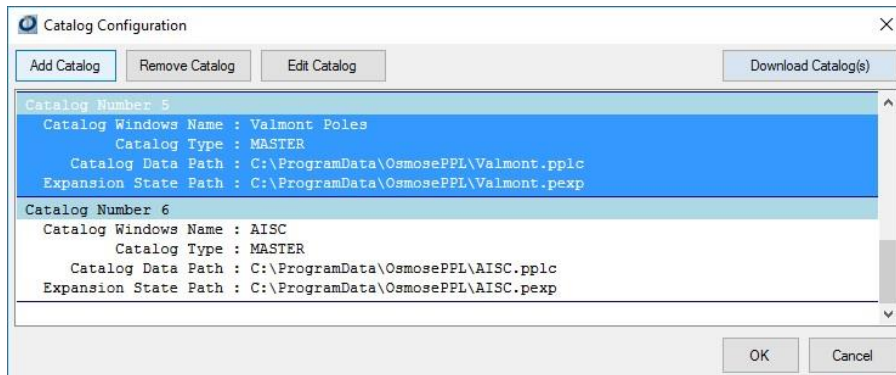 Catalog Configuration
Add Catalog Remove Catalog Edit Catalog Download Catalog(s)
Catalog Number 5
Catalog Windows Name : Valmont Poles
Catalog Type : MASTER
Catalog Data Path : C:\ProgramData\OsmosePPL\Valmont.pplc
Expansion State Path : C:\ProgramData\OsmosePPL\Valmont.pexp
Catalog Number 6
Catalog Windows Name : AISC
Catalog Type : MASTER
Catalog Data Path : C:\ProgramData\OsmosePPL\AISC.pplc
Expansion State Path : C:\ProgramData\OsmosePPL\AISC.pexp
OK Cancel